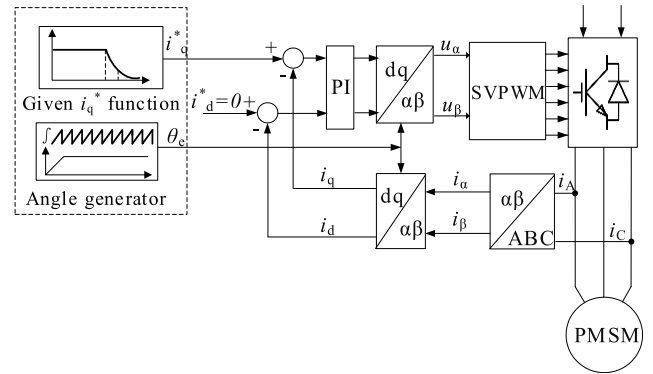 i*q
Given iq* function
i*d=0
+
-
+
-
PI
dq
αβ
uα
uβ
SVPWM
∫
θe
Angle generator
iq
id
dq
αβ
iα
iβ
αβ
ABC
iA
iC
PMSM